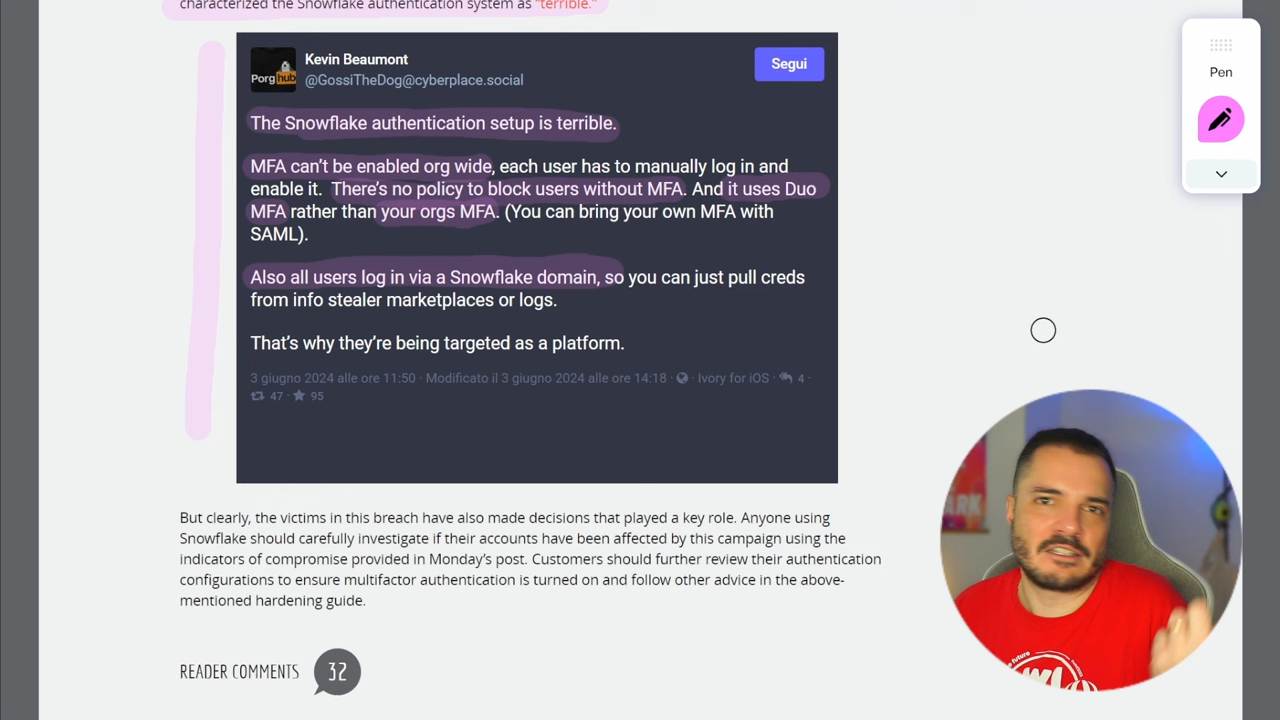 characterized the Snowflake authentication system as “terrible.”
Kevin Beaumont
@GossiTheDog@cyberplace.social
Segui
Porg hub
The Snowflake authentication setup is terrible.
MFA can’t be enabled org wide, each user has to manually log in and
enable it. There’s no policy to block users without MFA. And it uses Duo
MFA rather than your orgs MFA. (You can bring your own MFA with
SAML).
Also all users log in via a Snowflake domain, so you can just pull creds
from info stealer marketplaces or logs.
That’s why they’re being targeted as a platform.
3 giugno 2024 alle ore 11:50 · Modificato il 3 giugno 2024 alle ore 14:18 · Ivory for iOS · 4 ·
47 · 95
But clearly, the victims in this breach have also made decisions that played a key role. Anyone using
Snowflake should carefully investigate if their accounts have been affected by this campaign using the
indicators of compromise provided in Monday’s post. Customers should further review their authentication
configurations to ensure multifactor authentication is turned on and follow other advice in the above-
mentioned hardening guide.
READER COMMENTS 32
Pen